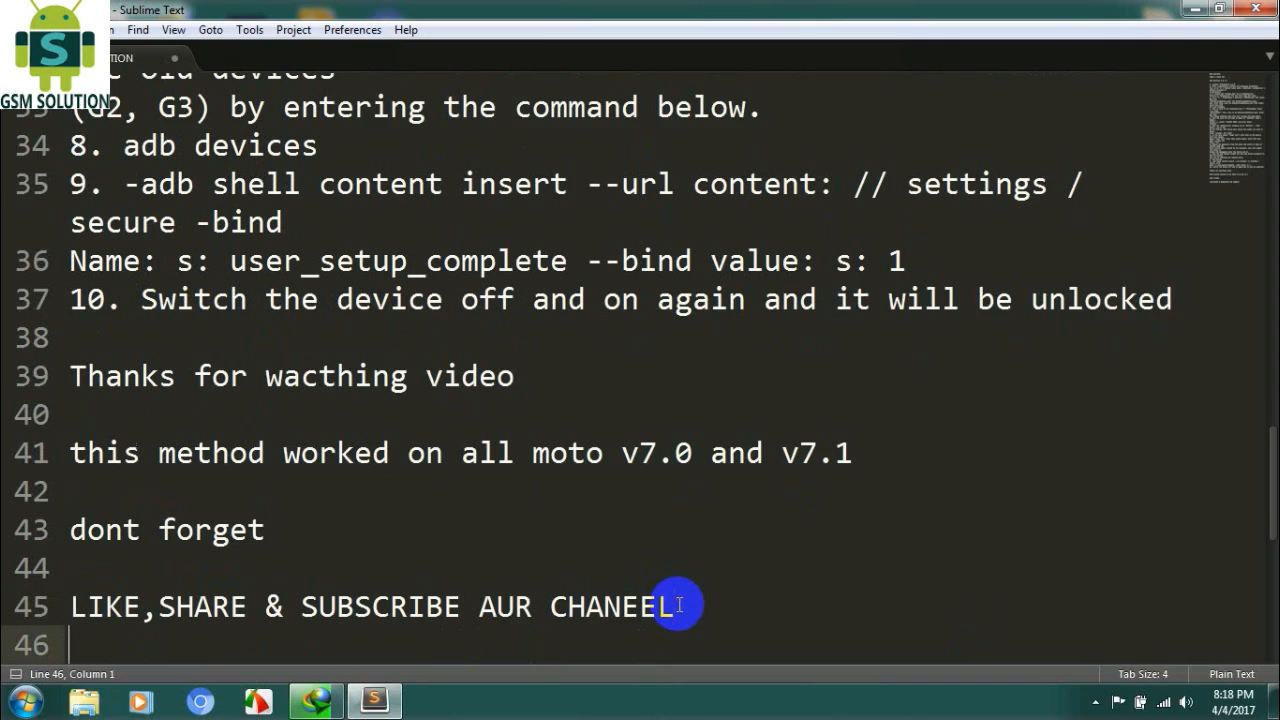 - Sublime Text
Find View Goto Tools Project Preferences Help
TION
GSM SOLUTION
old devices
33 (G2, G3) by entering the command below.
34 8. adb devices
35 9. -adb shell content insert --url content: // settings /
secure -bind
36 Name: s: user_setup_complete --bind value: s: 1
37 10. Switch the device off and on again and it will be unlocked
38
39 Thanks for wacthing video
40
41 this method worked on all moto v7.0 and v7.1
42
43 dont forget
44
45 LIKE,SHARE & SUBSCRIBE AUR CHANEEL
46
Line 46, Column 1
Tab Size: 4 Plain Text
8:18 PM
4/4/2017